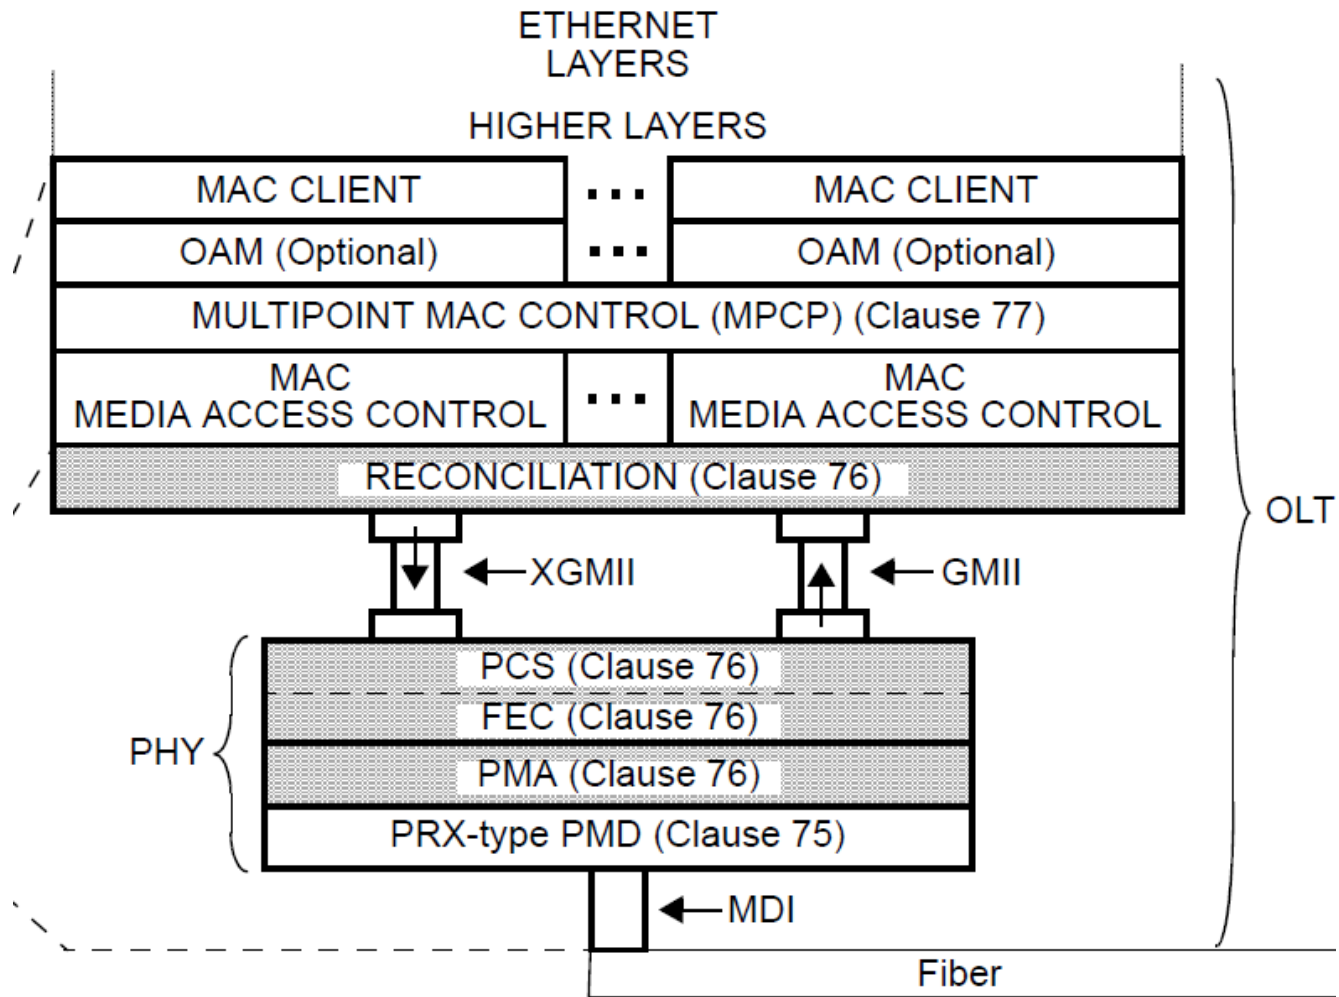 ETHERNET
LAYERS
HIGHER LAYERS
MAC CLIENT ... MAC CLIENT
OAM (Optional) ... OAM (Optional)
MULTIPOINT MAC CONTROL (MPCP) (Clause 77)
MAC ... MAC
MEDIA ACCESS CONTROL MEDIA ACCESS CONTROL
RECONCILIATION (Clause 76)
OLT
XGMII GMII
PCS (Clause 76)
FEC (Clause 76)
PHY
PMA (Clause 76)
PRX-type PMD (Clause 75)
MDI
Fiber